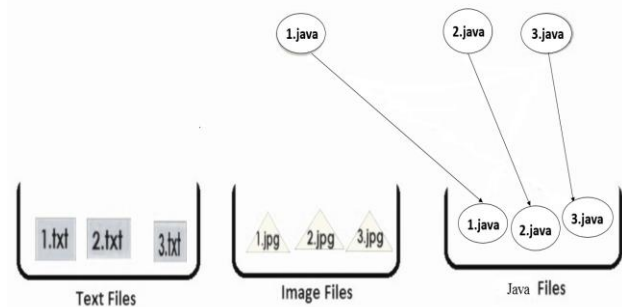 1.java
2.java
3.java
1.txt
2.txt
3.txt
1.jpg
2.jpg
3.jpg
1.java
2.java
3.java
Text Files
Image Files
Java Files